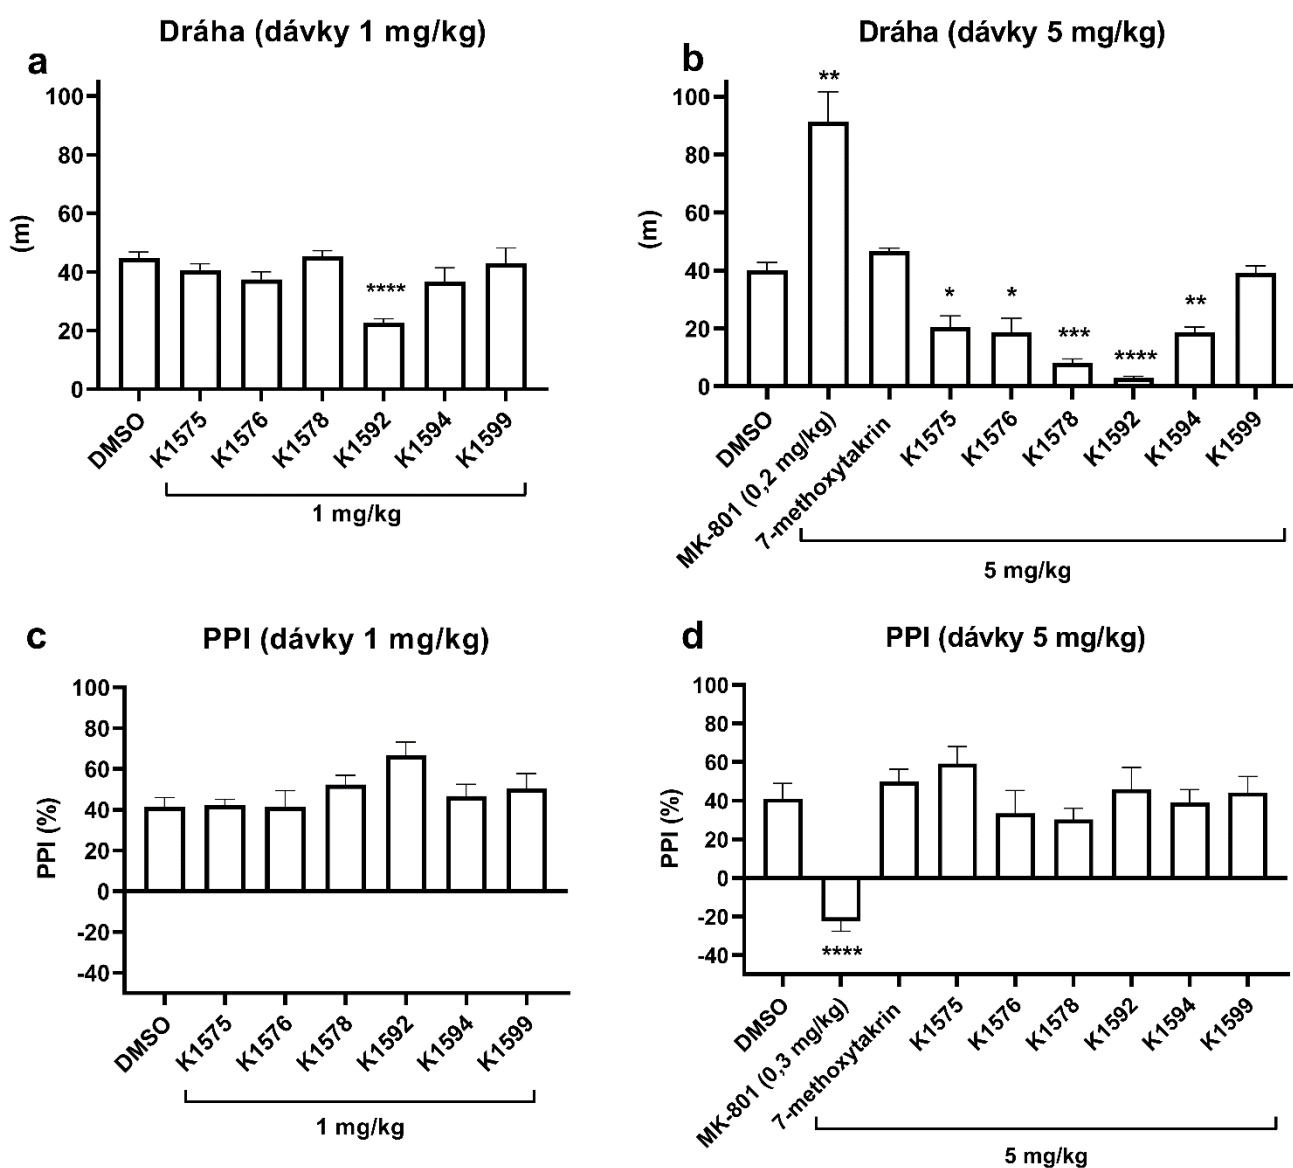 Dráha (dávky 1 mg/kg)
a
100
80
60
40
20
0
(m)
****
DMSO
K1575
K1576
K1578
K1592
K1594
K1599
1 mg/kg
Dráha (dávky 5 mg/kg)
b
100
80
60
40
20
0
(m)
**
*
*
***
****
**
DMSO
MK-801 (0,2 mg/kg)
7-methoxytakrin
K1575
K1576
K1578
K1592
K1594
K1599
5 mg/kg
c
PPI (dávky 1 mg/kg)
100
80
60
40
20
0
-20
-40
PPI (%)
DMSO
K1575
K1576
K1578
K1592
K1594
K1599
1 mg/kg
d
PPI (dávky 5 mg/kg)
100
80
60
40
20
0
-20
-40
PPI (%)
****
DMSO
MK-801 (0,3 mg/kg)
7-methoxytakrin
K1575
K1576
K1578
K1592
K1594
K1599
5 mg/kg